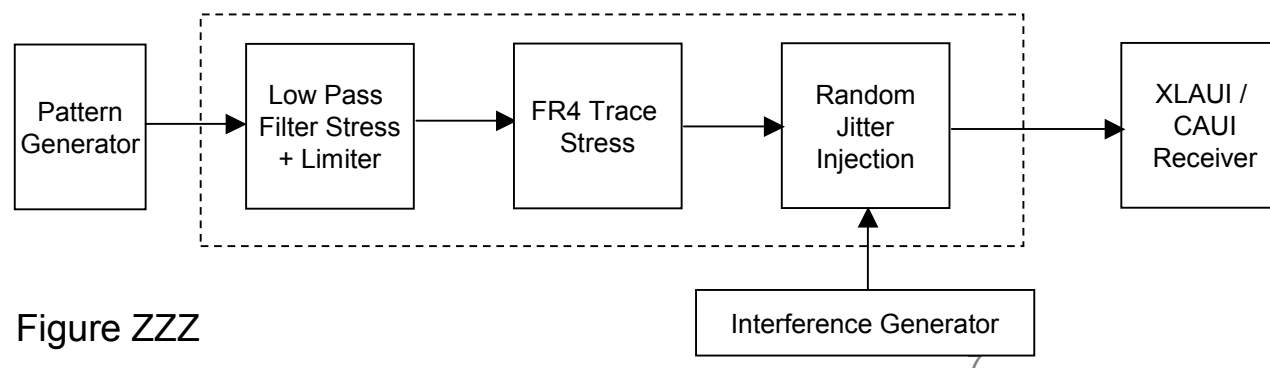 Pattern
Generator
Low Pass
Filter Stress
+ Limiter
FR4 Trace
Stress
Random
Jitter
Injection
XLAUI /
CAUI
Receiver
Interference Generator
Figure ZZZ